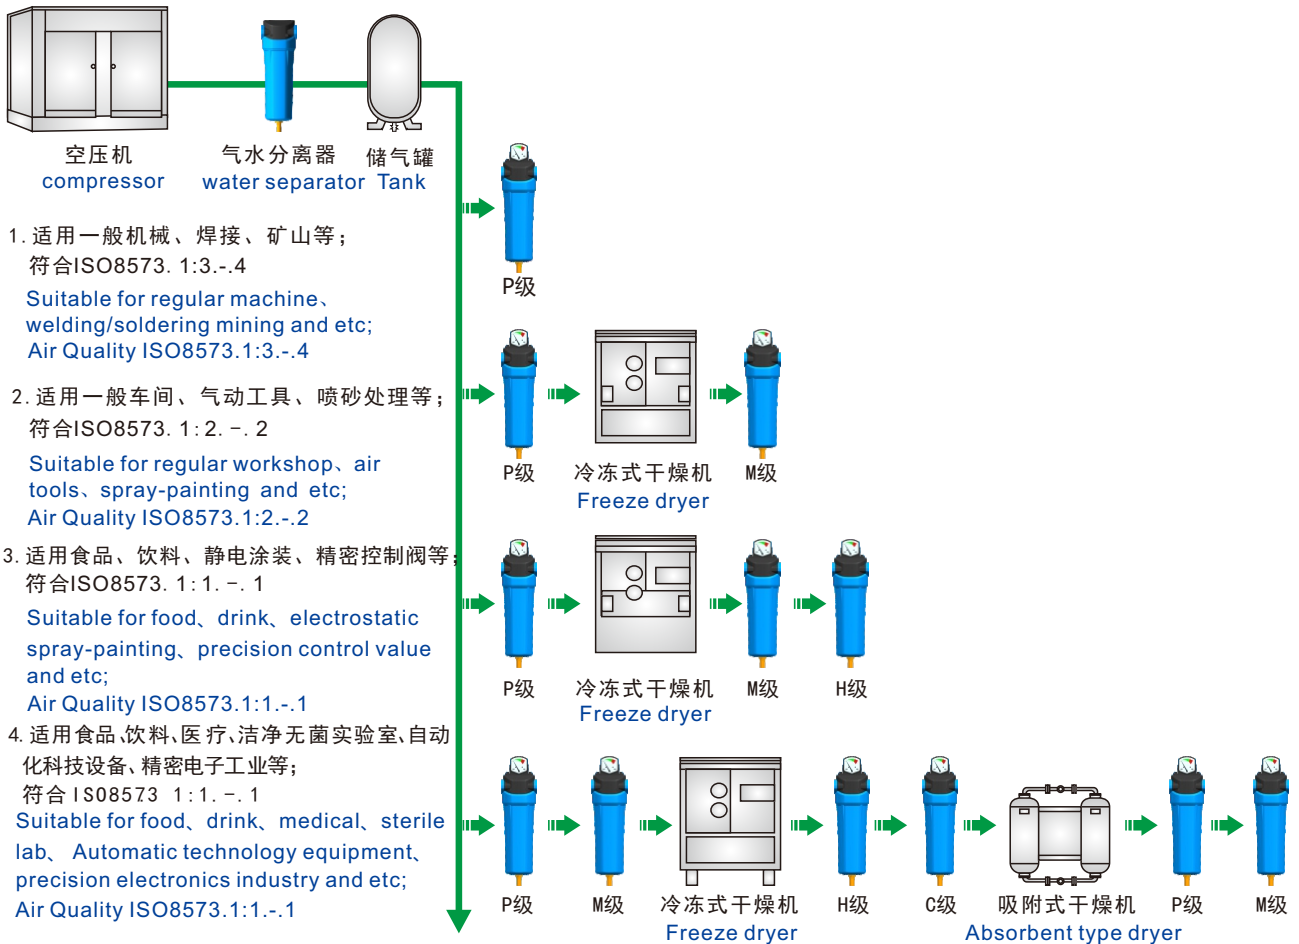 空压机
compressor
气水分离器
water separator
储气罐
Tank
1.适用一般机械、焊接、矿山等；
符合ISO8573. 1:3.-.4
Suitable for regular machine、
welding/soldering mining and etc;
Air Quality ISO8573.1:3.-.4
P级
2.适用一般车间、气动工具、喷砂处理等；
符合ISO8573. 1:2.-.2
Suitable for regular workshop、air
tools、spray-painting and etc;
Air Quality ISO8573.1:2.-.2
P级
冷冻式干燥机
Freeze dryer
M级
3.适用食品、饮料、静电涂装、精密控制阀等；
符合ISO8573. 1:1.-.1
Suitable for food、drink、electrostatic
spray-painting、precision control value
and etc;
Air Quality ISO8573.1:1.-.1
P级
冷冻式干燥机
Freeze dryer
M级
H级
4.适用食品、饮料、医疗、洁净无菌实验室、自动
化科技设备、精密电子工业等；
符合IS08573 1:1.-.1
Suitable for food、drink、medical、sterile
lab、 Automatic technology equipment、
precision electronics industry and etc;
Air Quality ISO8573.1:1.-.1
P级
M级
冷冻式干燥机
Freeze dryer
H级
C级
吸附式干燥机
Absorbent type dryer
P级
M级